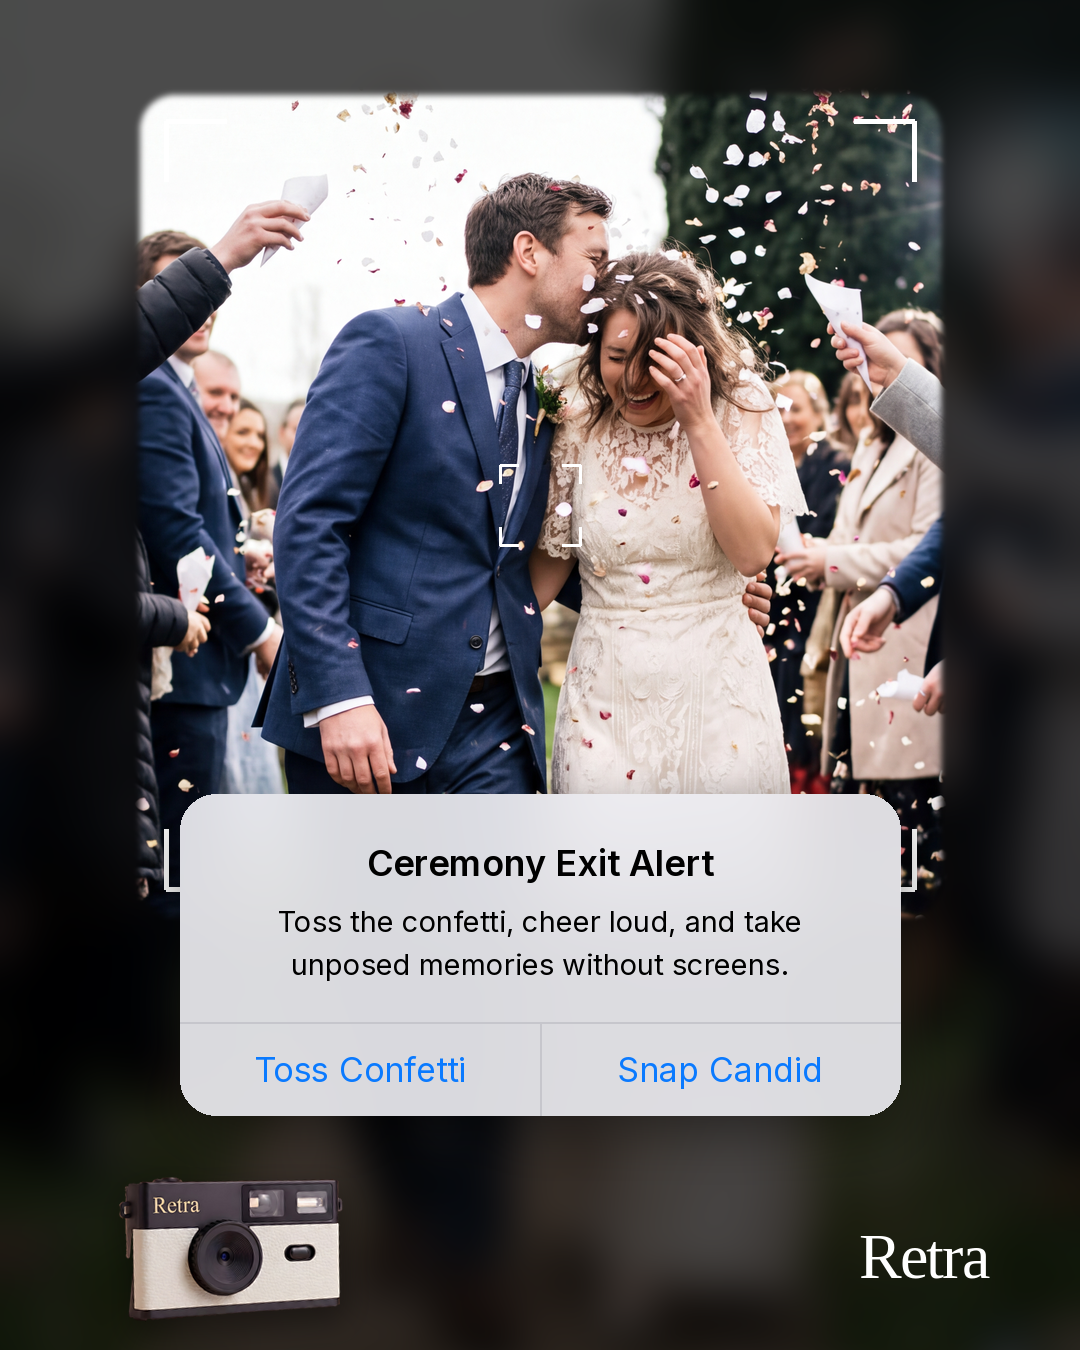 Ceremony Exit Alert
Toss the confetti, cheer loud, and take
unposed memories without screens.
Toss Confetti
Snap Candid
Retra
Retra